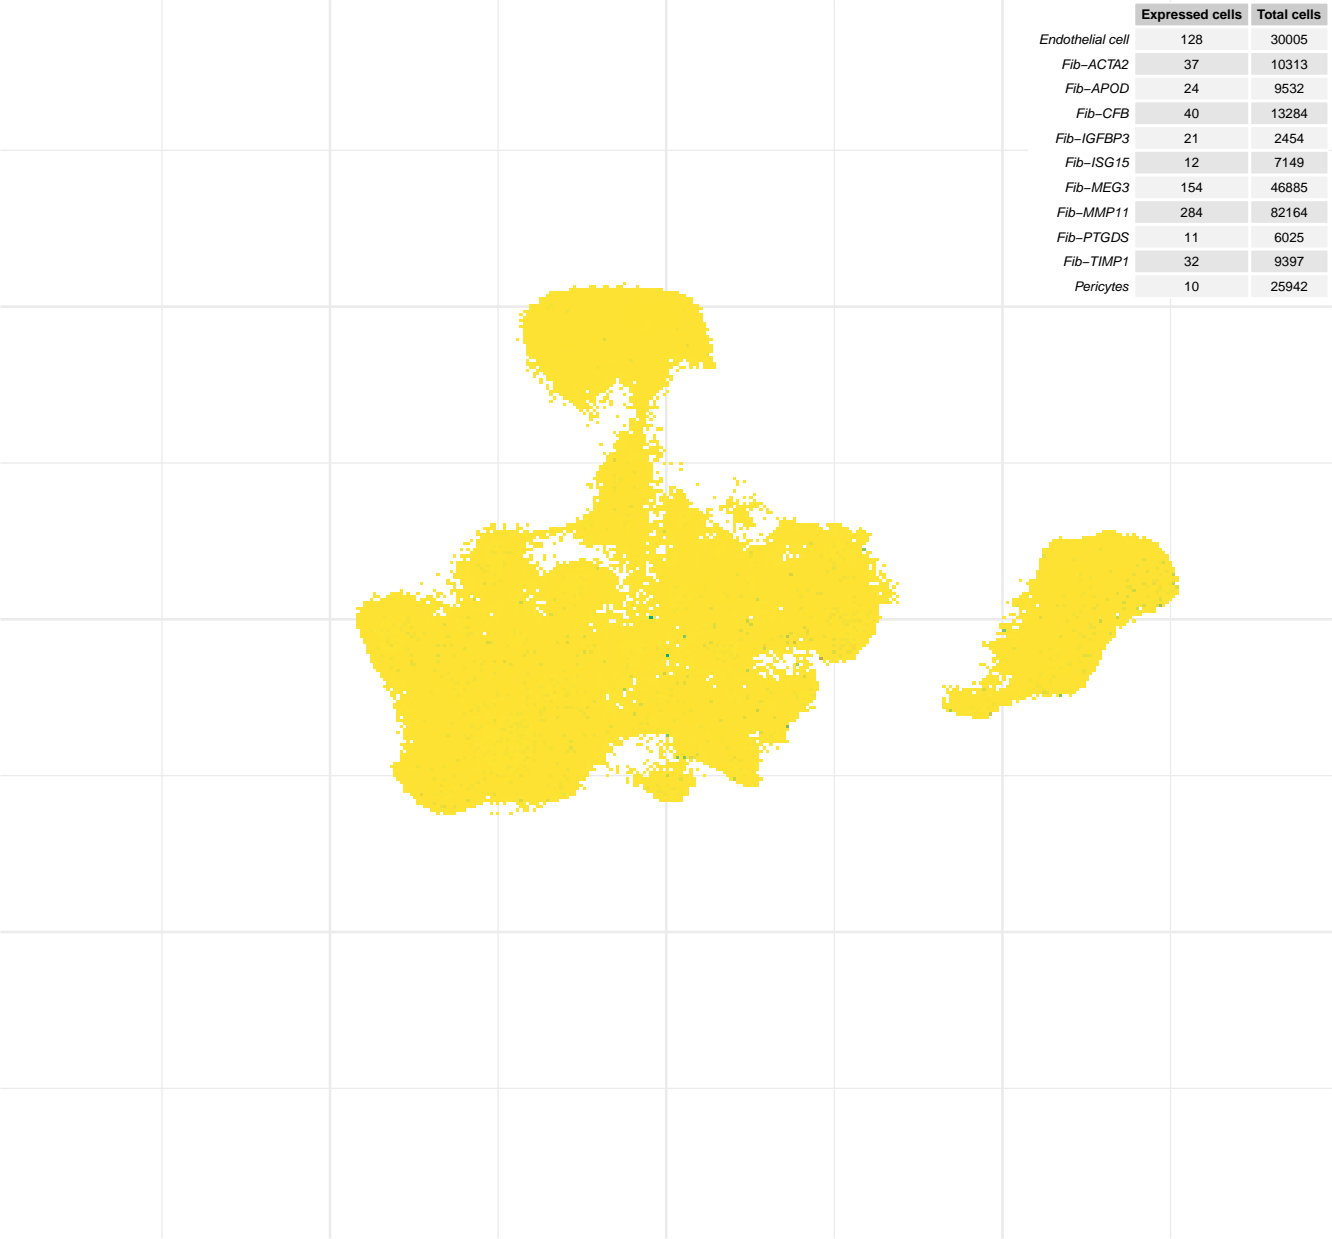 Expressed cells Total cells
Endothelial cell 128 30005
Fib−ACTA2 37 10313
Fib−APOD 24 9532
Fib−CFB 40 13284
Fib−IGFBP3 21 2454
Fib−ISG15 12 7149
Fib−MEG3 154 46885
Fib−MMP11 284 82164
Fib−PTGDS 11 6025
Fib−TIMP1 32 9397
Pericytes 10 25942